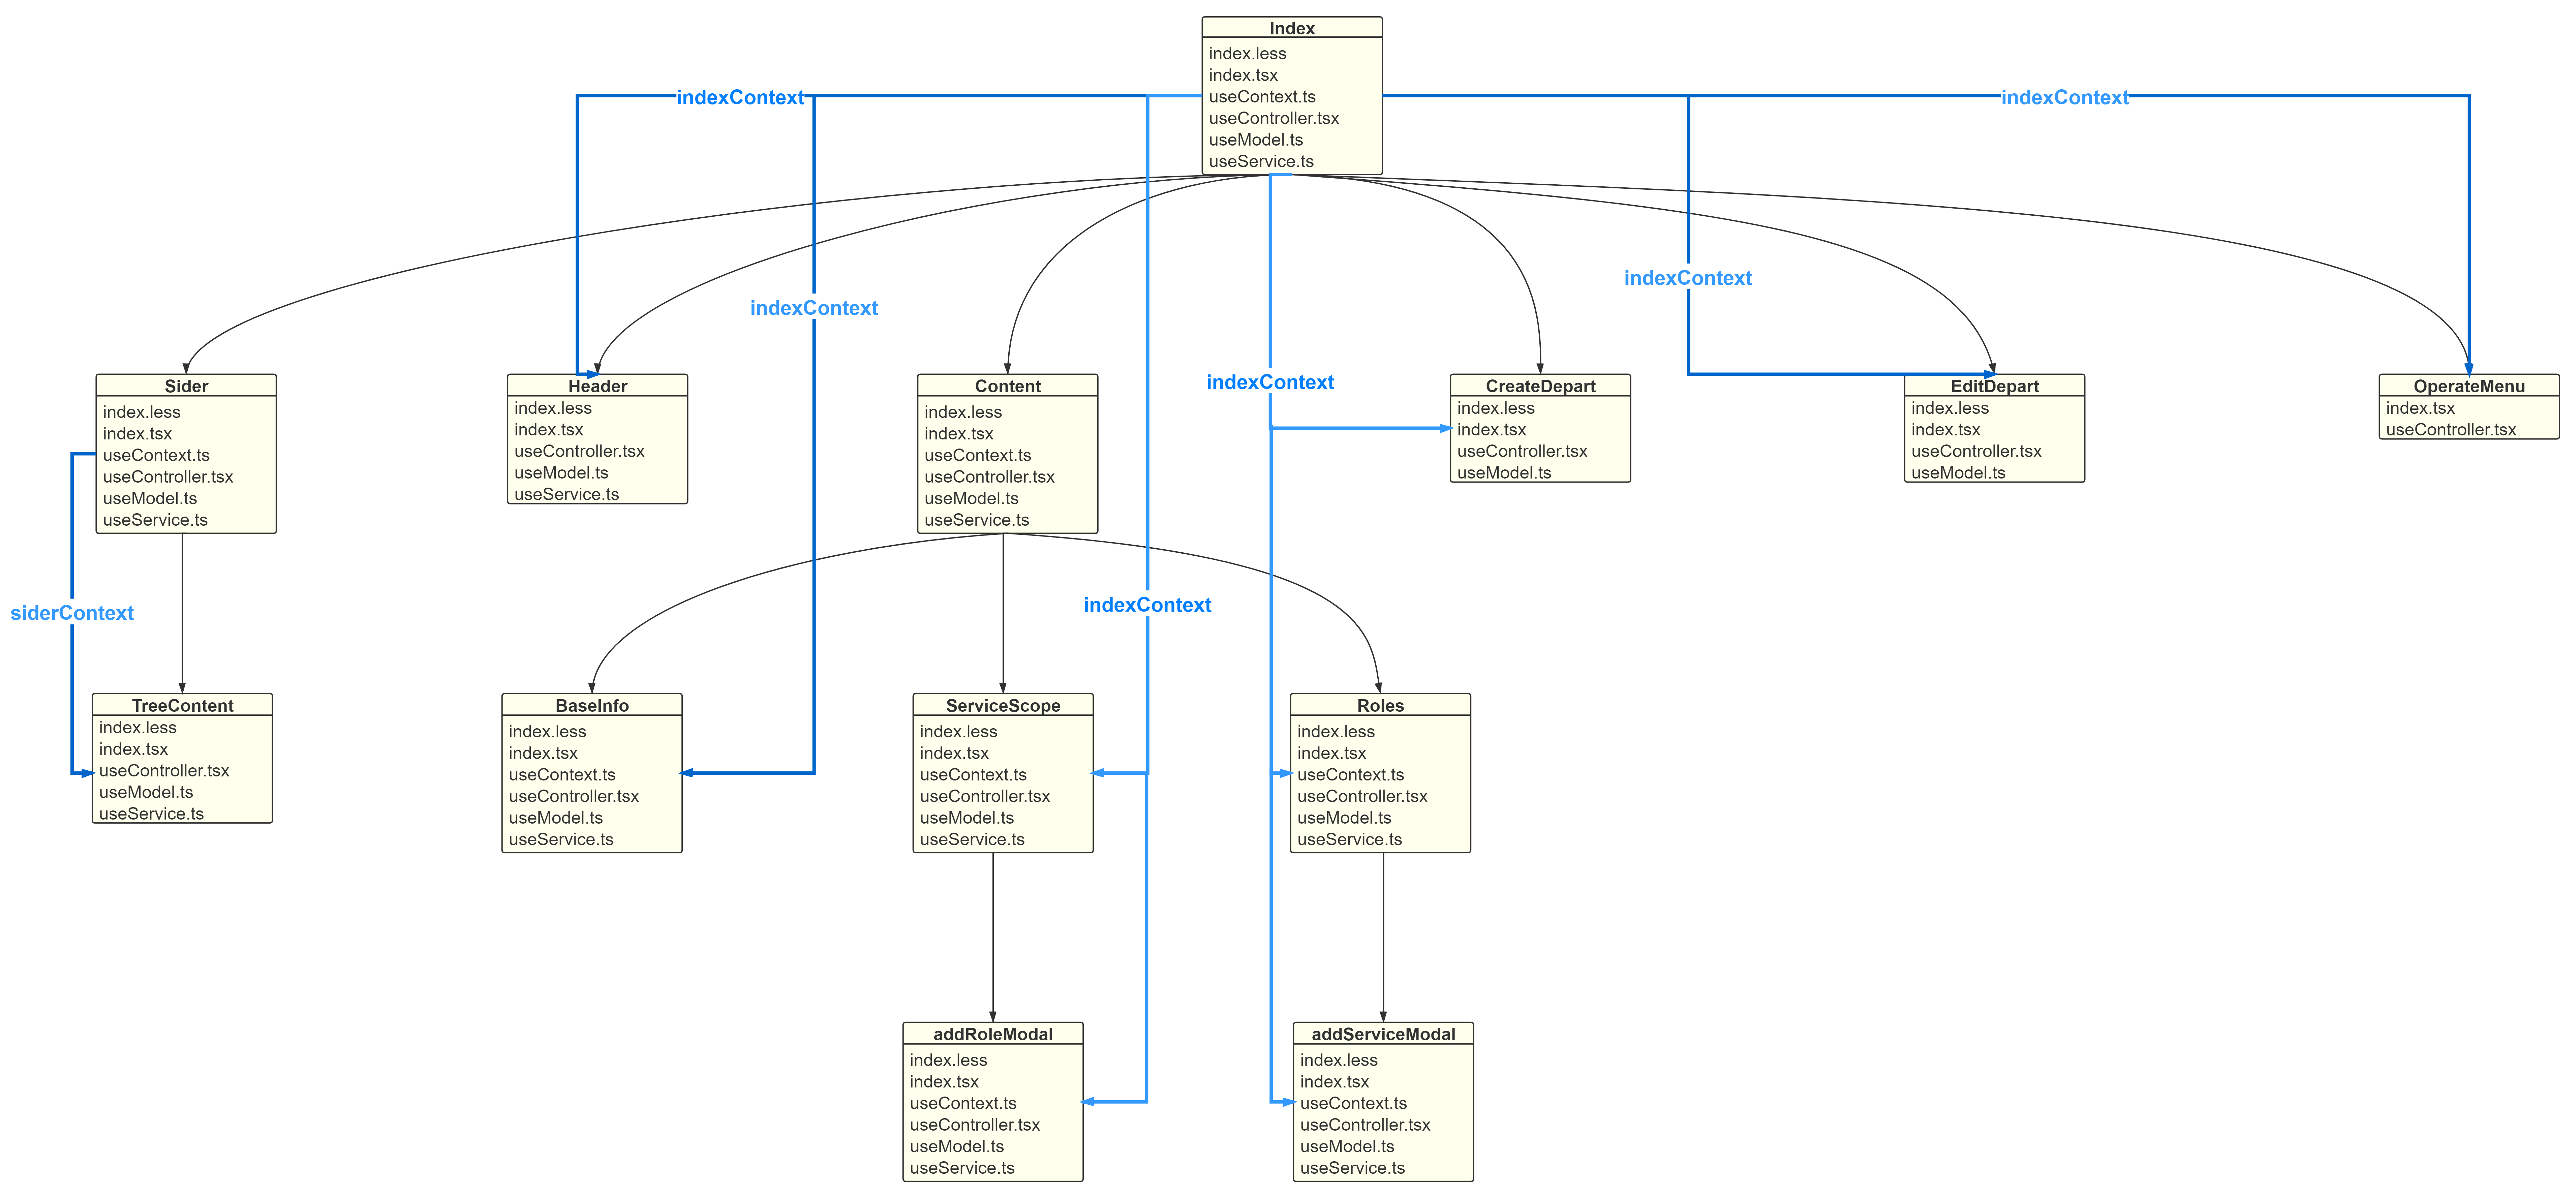 Index
index.less
index.tsx
useContext.ts
useController.tsx
useModel.ts
useService.ts
indexContext
indexContext
indexContext
indexContext
indexContext
Sider
index.less
index.tsx
useContext.ts
useController.tsx
useModel.ts
useService.ts
Header
index.less
index.tsx
useController.tsx
useModel.ts
useService.ts
Content
index.less
index.tsx
useContext.ts
useController.tsx
useModel.ts
useService.ts
CreateDepart
index.less
index.tsx
useController.tsx
useModel.ts
EditDepart
index.less
index.tsx
useController.tsx
useModel.ts
OperateMenu
index.tsx
useController.tsx
siderContext
indexContext
TreeContent
index.less
index.tsx
useController.tsx
useModel.ts
useService.ts
BaseInfo
index.less
index.tsx
useContext.ts
useController.tsx
useModel.ts
useService.ts
ServiceScope
index.less
index.tsx
useContext.ts
useController.tsx
useModel.ts
useService.ts
Roles
index.less
index.tsx
useContext.ts
useController.tsx
useModel.ts
useService.ts
addRoleModal
index.less
index.tsx
useContext.ts
useController.tsx
useModel.ts
useService.ts
addServiceModal
index.less
index.tsx
useContext.ts
useController.tsx
useModel.ts
useService.ts